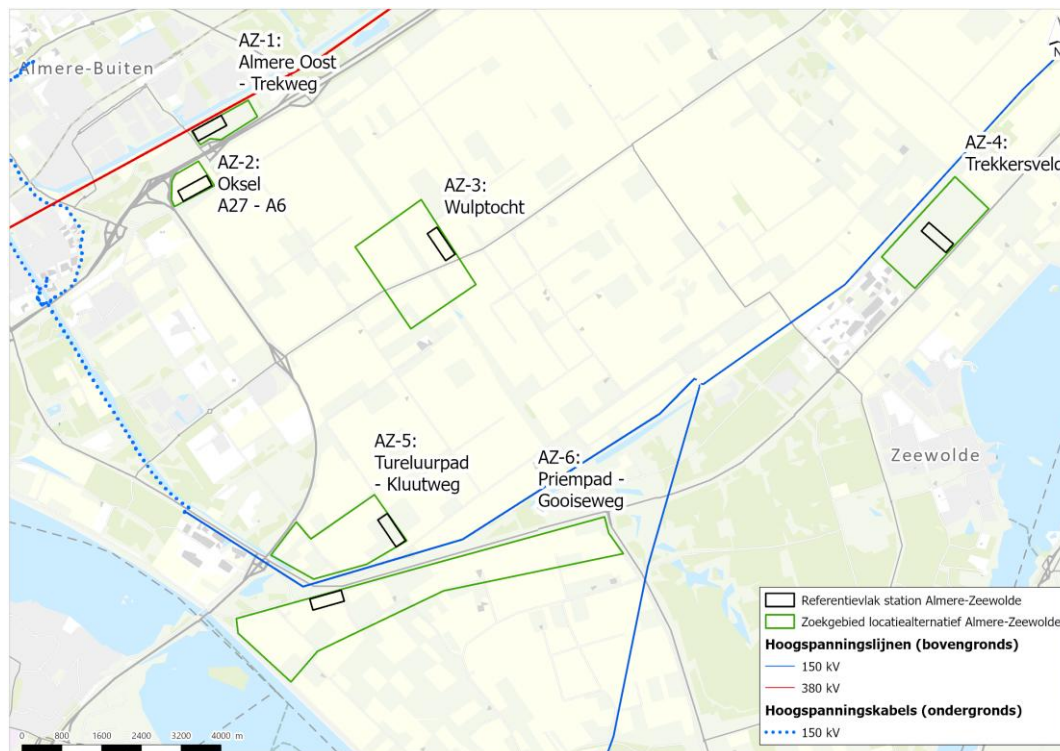 AZ-1:
Almere Oost
- Trekweg
Almere-Buiten
N
AZ-2:
Oksel
A27 - A6
AZ-3:
Wulptocht
AZ-4:
Trekkersveld
AZ-5:
Tureluurpad
- Kluutweg
AZ-6:
Priempad -
Gooiseweg
Zeewolde
Referentievlak station Almere-Zeewolde
Zoekgebied locatiealternatief Almere-Zeewolde
Hoogspanningslijnen (bovengronds)
150 kV
380 kV
Hoogspanningskabels (ondergronds)
150 kV
0 800 1600 2400 3200 4000 m